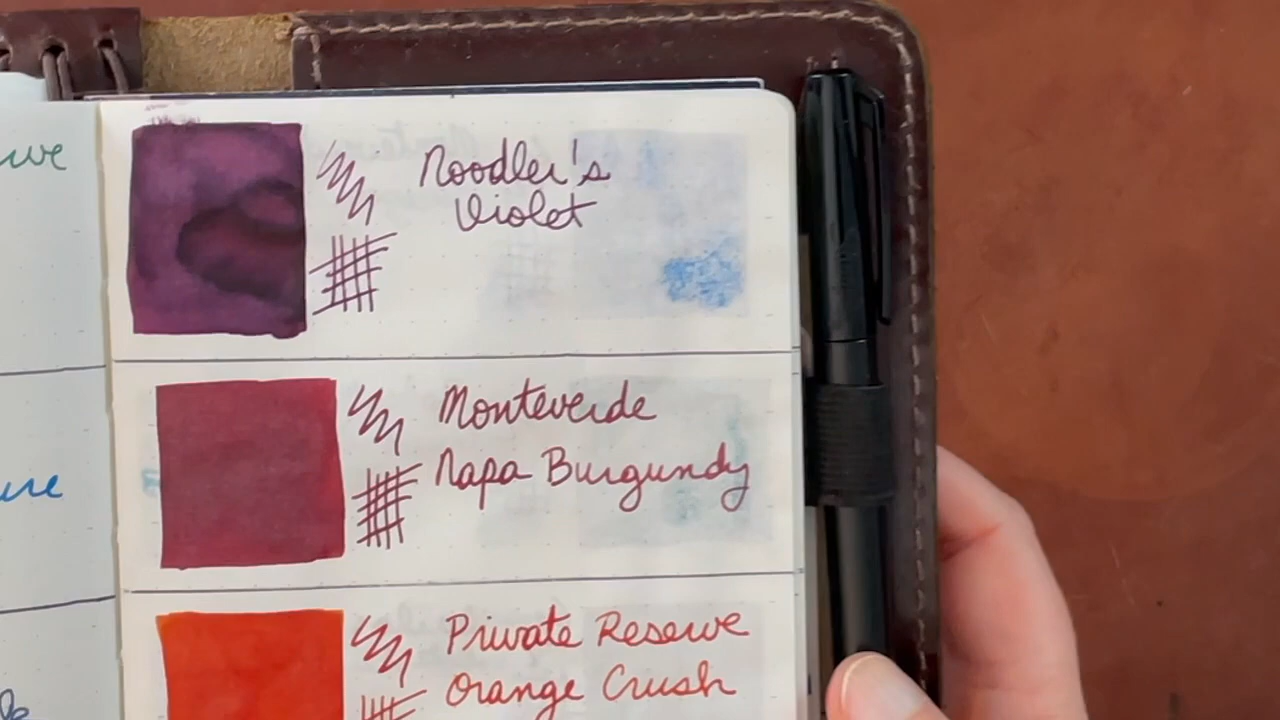 Noodler's
Violet
Monteverde
Napa Burgundy
Private Reserve
Orange Crush